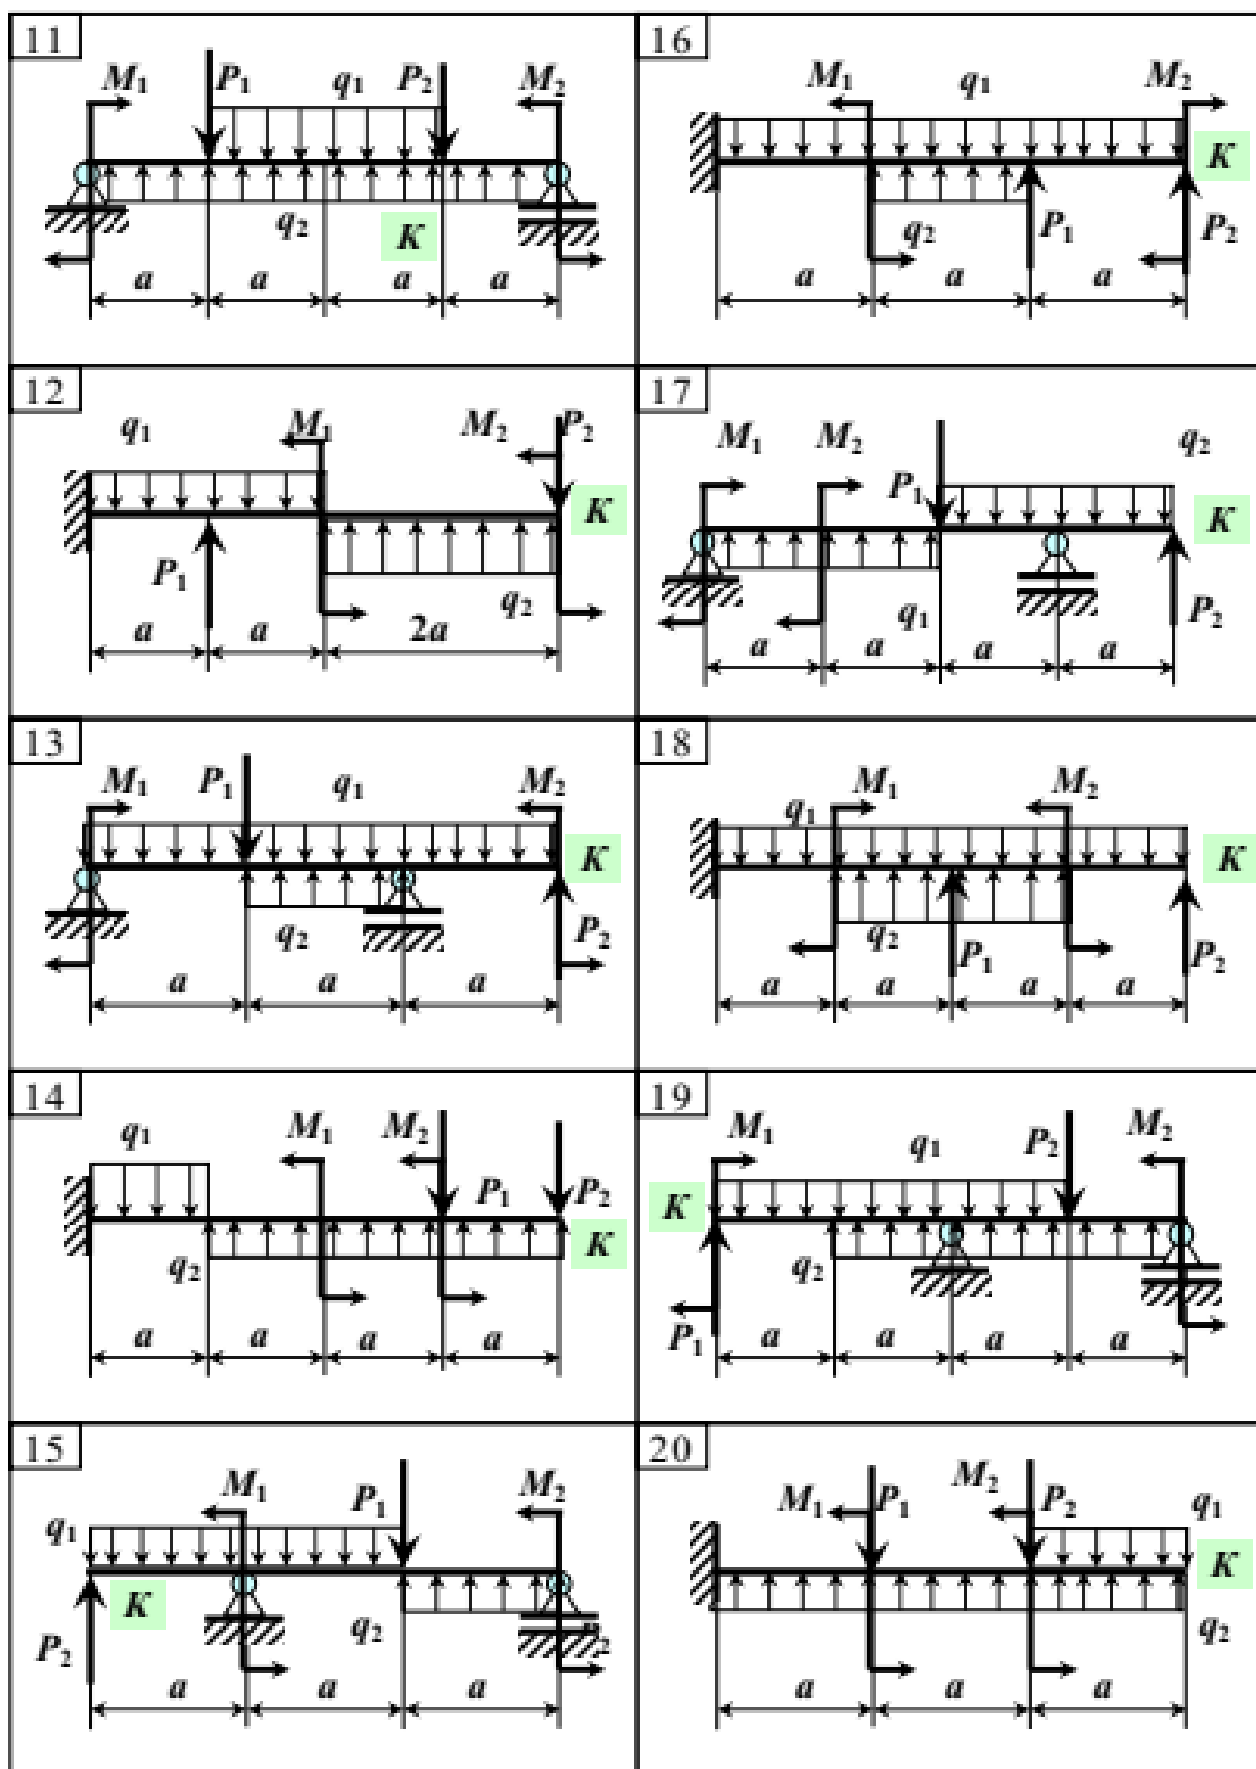 11
M₁ P₁ q₁ P₂ M₂
q₂ K
a a a a
16
M₁ q₁ M₂
K
q₂ P₁ P₂
a a a
12
q₁ M₁ M₂ P₂
K
P₁ q₂
a a 2a
17
M₁ M₂ P₁ q₂
K
q₁ P₂
a a a a
13
M₁ P₁ q₁ M₂
K
q₂ P₂
a a a
18
q₁ M₁ M₂
K
q₂ P₁ P₂
a a a a
14
q₁ M₁ M₂ P₁ P₂
K
q₂
a a a a
19
M₁ q₁ P₂ M₂
K
q₂
P₁
a a a a
15
q₁ M₁ P₁ M₂
K
P₂ q₂
a a a
20
M₁ P₁ M₂ P₂ q₁
K
q₂
a a a